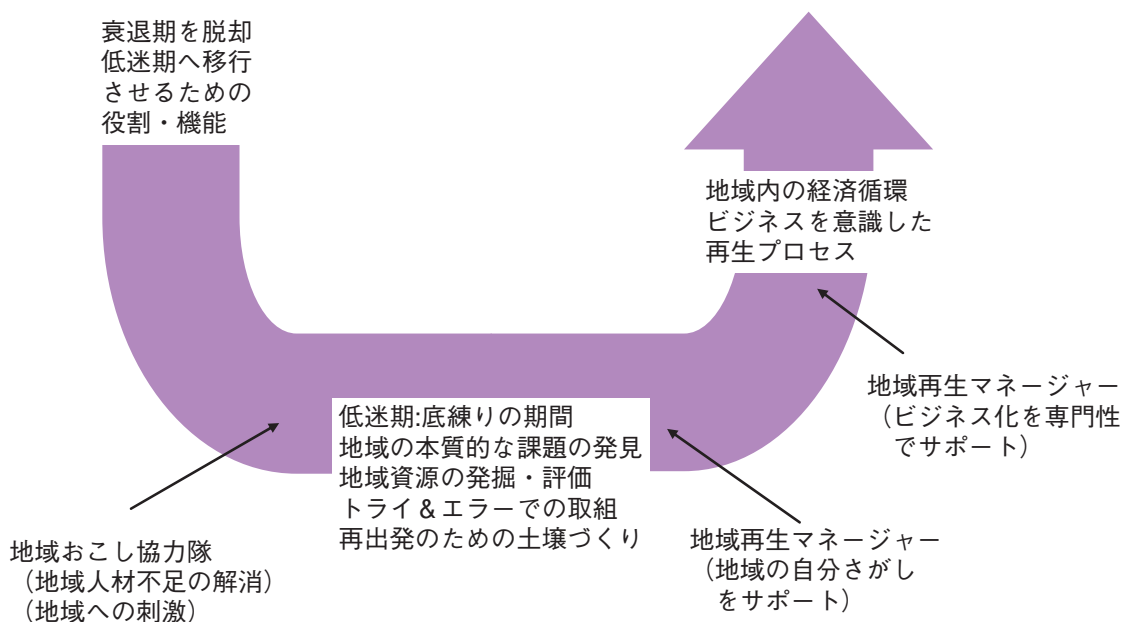 衰退期を脱却
低迷期へ移行
させるための
役割・機能
地域内の経済循環
ビジネスを意識した
再生プロセス
地域再生マネージャー
（ビジネス化を専門性
でサポート）
低迷期:底練りの期間
地域の本質的な課題の発見
地域資源の発掘・評価
トライ＆エラーでの取組
再出発のための土壌づくり
地域おこし協力隊
（地域人材不足の解消）
（地域への刺激）
地域再生マネージャー
（地域の自分さがし
をサポート）